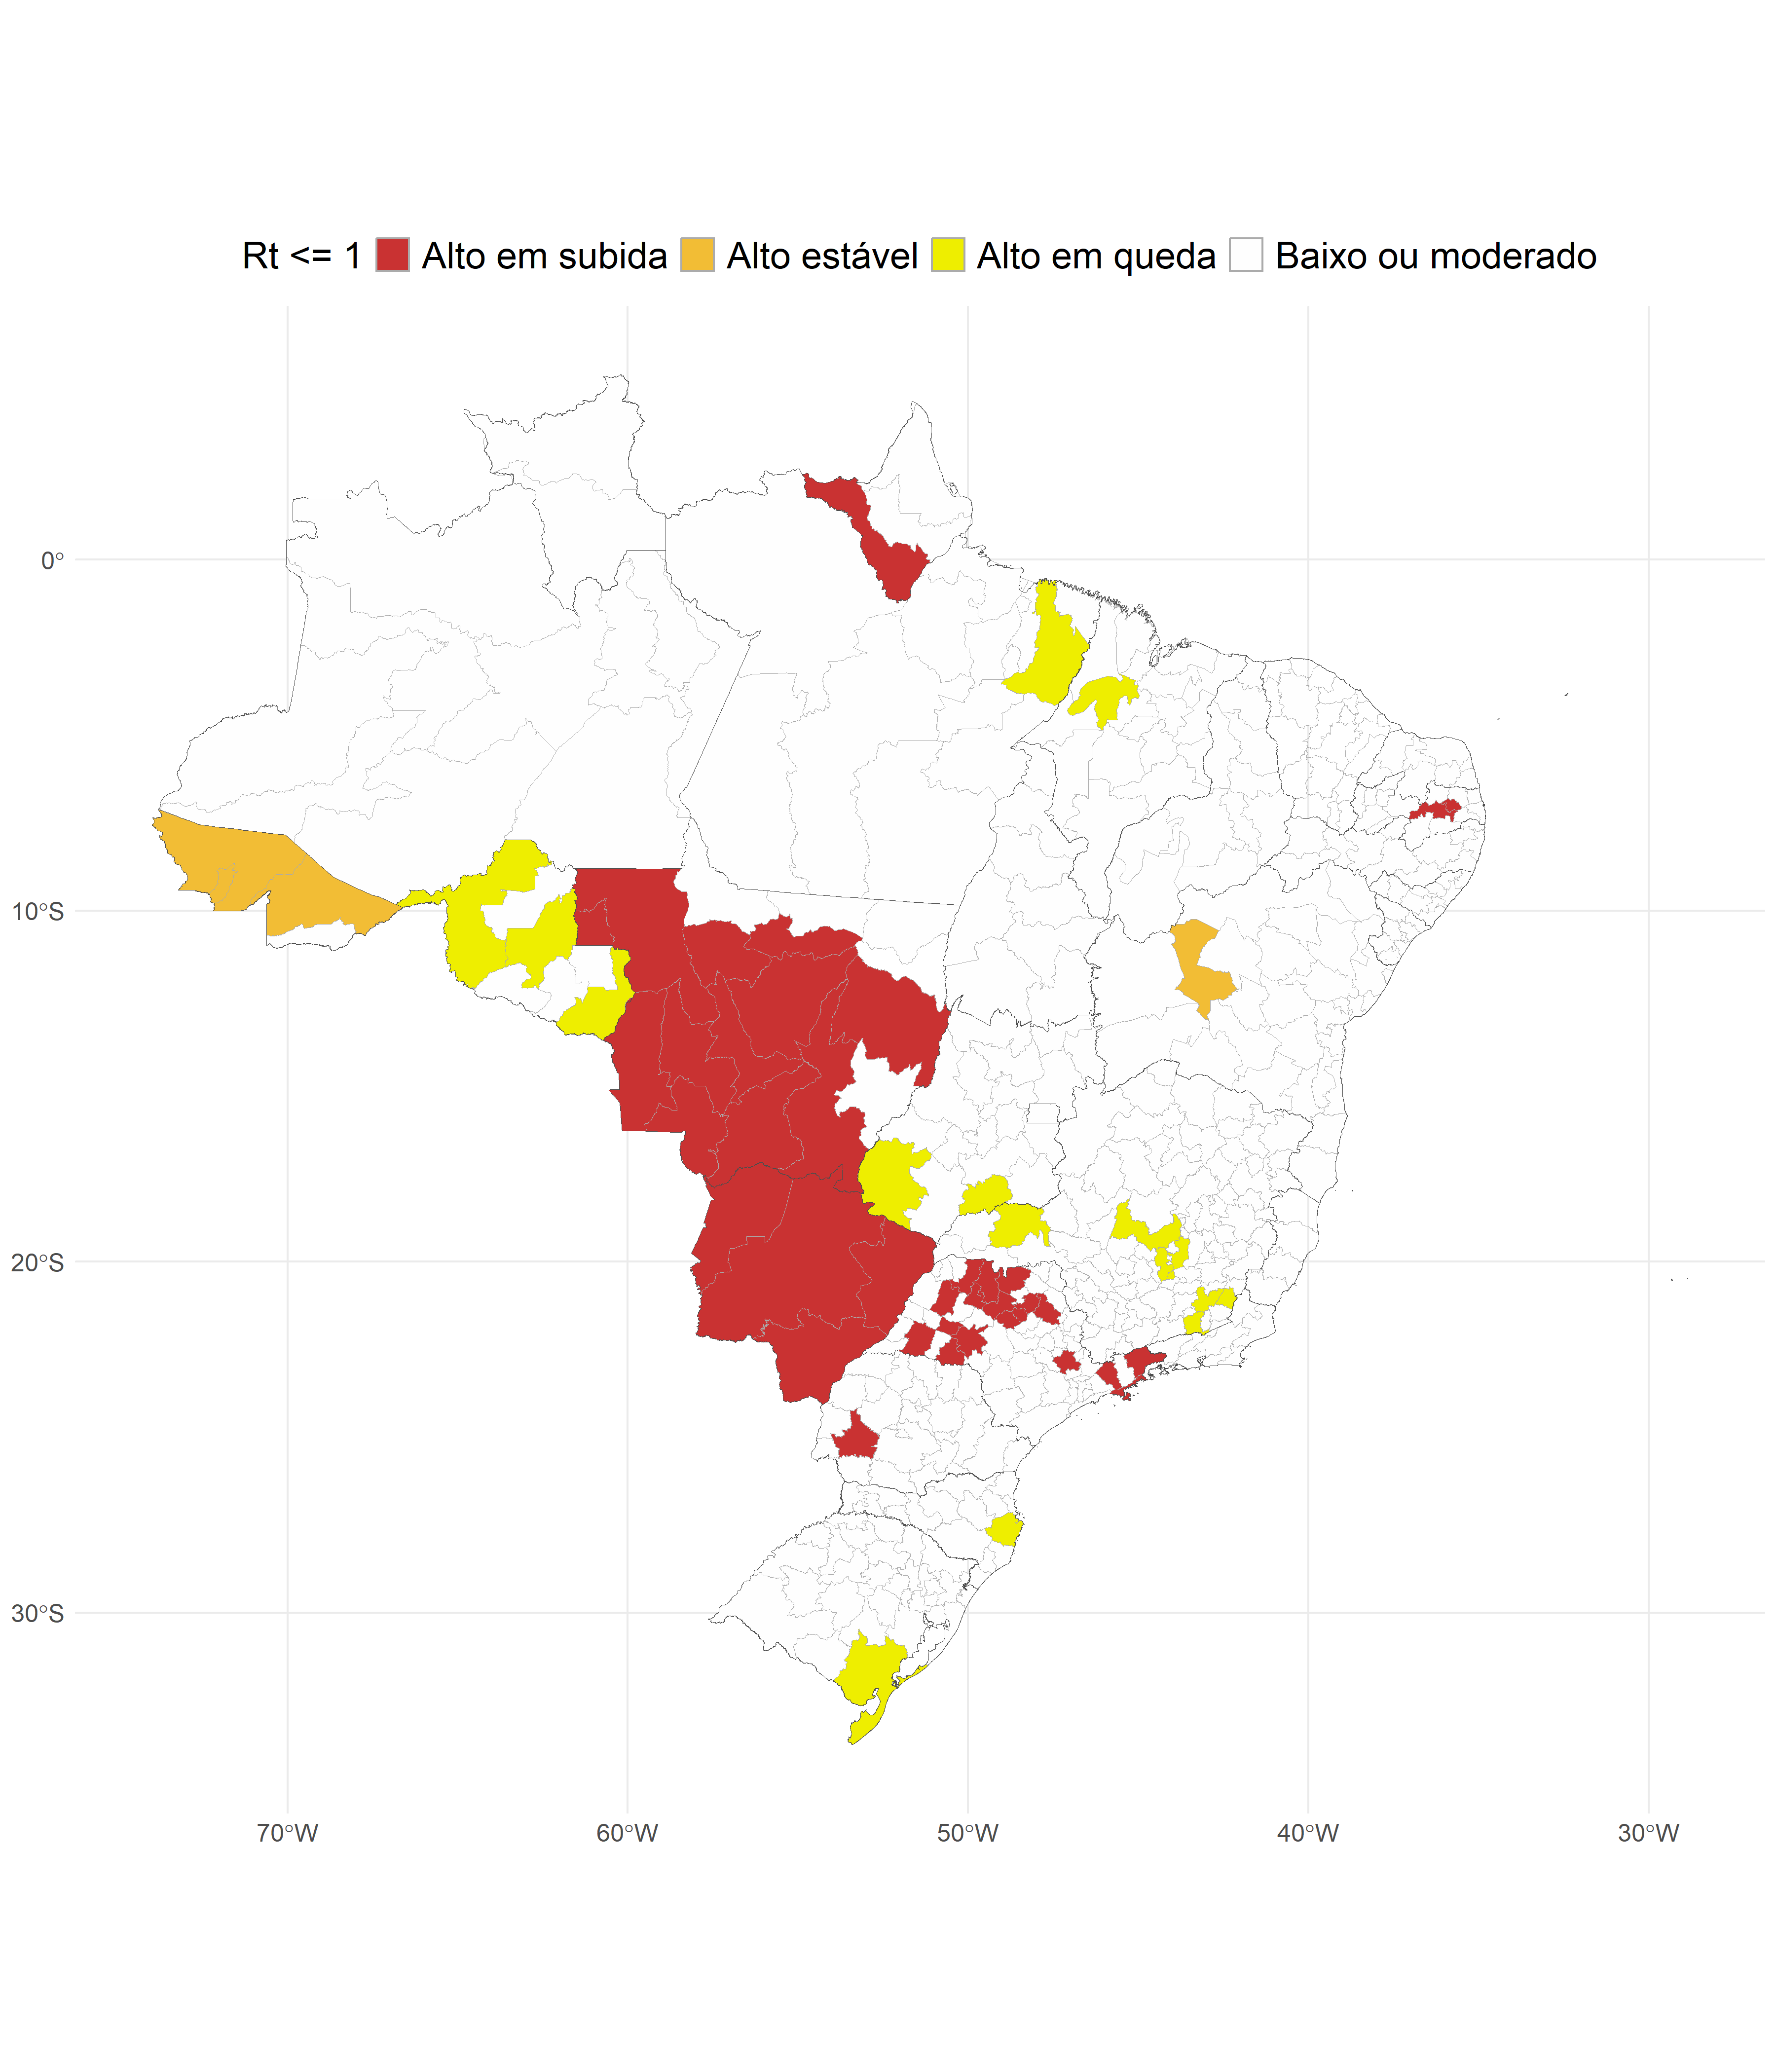 Rt <= 1 Alto em subida Alto estável Alto em queda Baixo ou moderado
0°
10°S
20°S
30°S
70°W 60°W 50°W 40°W 30°W